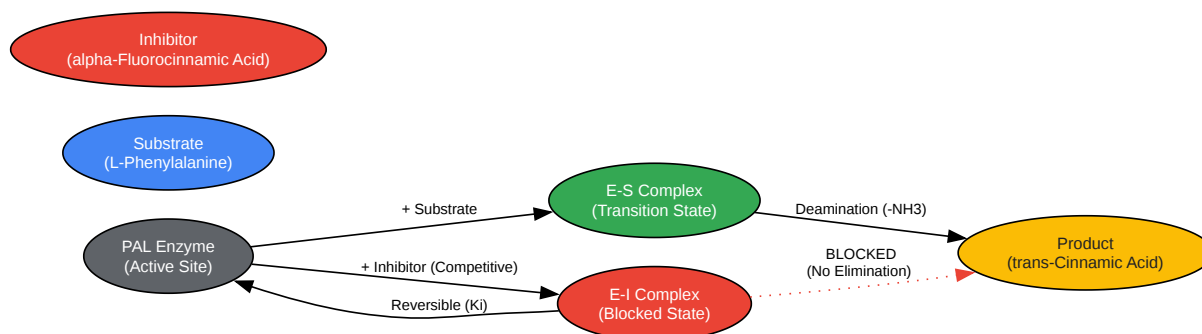 Inhibitor
(alpha-Fluorocinnamic Acid)
Substrate
(L-Phenylalanine)
PAL Enzyme
(Active Site)
+ Substrate
+ Inhibitor (Competitive)
Reversible (Ki)
E-S Complex
(Transition State)
E-I Complex
(Blocked State)
Deamination (-NH3)
BLOCKED
(No Elimination)
Product
(trans-Cinnamic Acid)